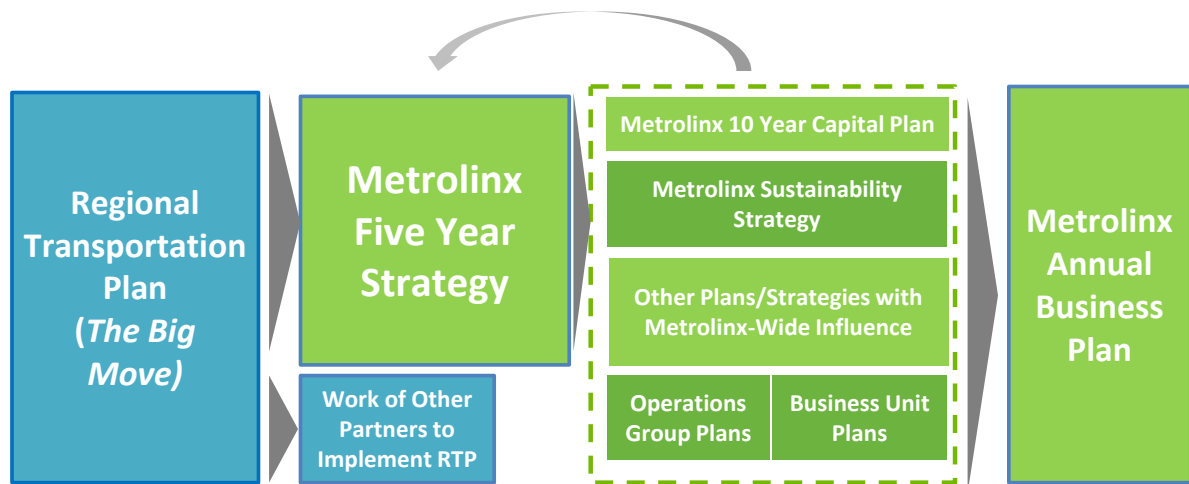 Regional
Transportation
Plan
(The Big
Move)
Metrolinx
Five Year
Strategy
Work of Other
Partners to
Implement RTP
Metrolinx 10 Year Capital Plan
Metrolinx Sustainability
Strategy
Other Plans/Strategies with
Metrolinx-Wide Influence
Operations
Group Plans
Business Unit
Plans
Metrolinx
Annual
Business
Plan